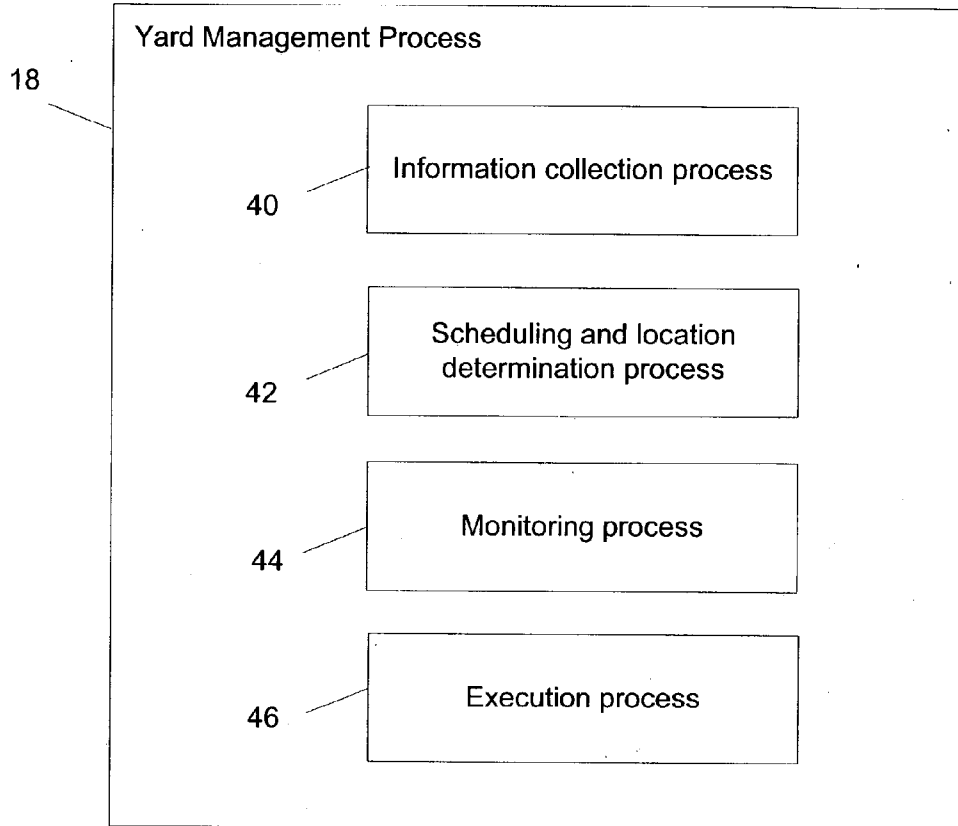 Yard Management Process
18
Information collection process
40
Scheduling and location
determination process
42
Monitoring process
44
Execution process
46